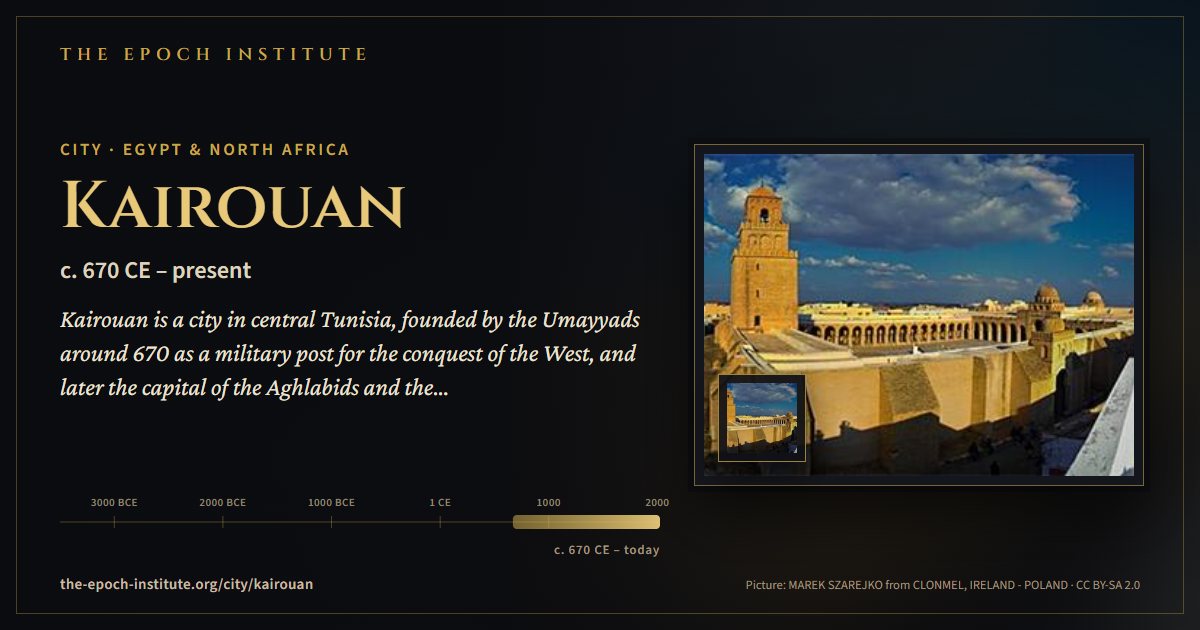 THE EPOCH INSTITUTE
CITY · EGYPT & NORTH AFRICA
KAIROUAN
c. 670 CE – present
Kairouan is a city in central Tunisia, founded by the Umayyads
around 670 as a military post for the conquest of the West, and
later the capital of the Aghlabids and the...
3000 BCE 2000 BCE 1000 BCE 1 CE 1000 2000
c. 670 CE – today
the-epoch-institute.org/city/kairouan
Picture: MAREK SZAREJKO from CLONMEL, IRELAND - POLAND · CC BY-SA 2.0